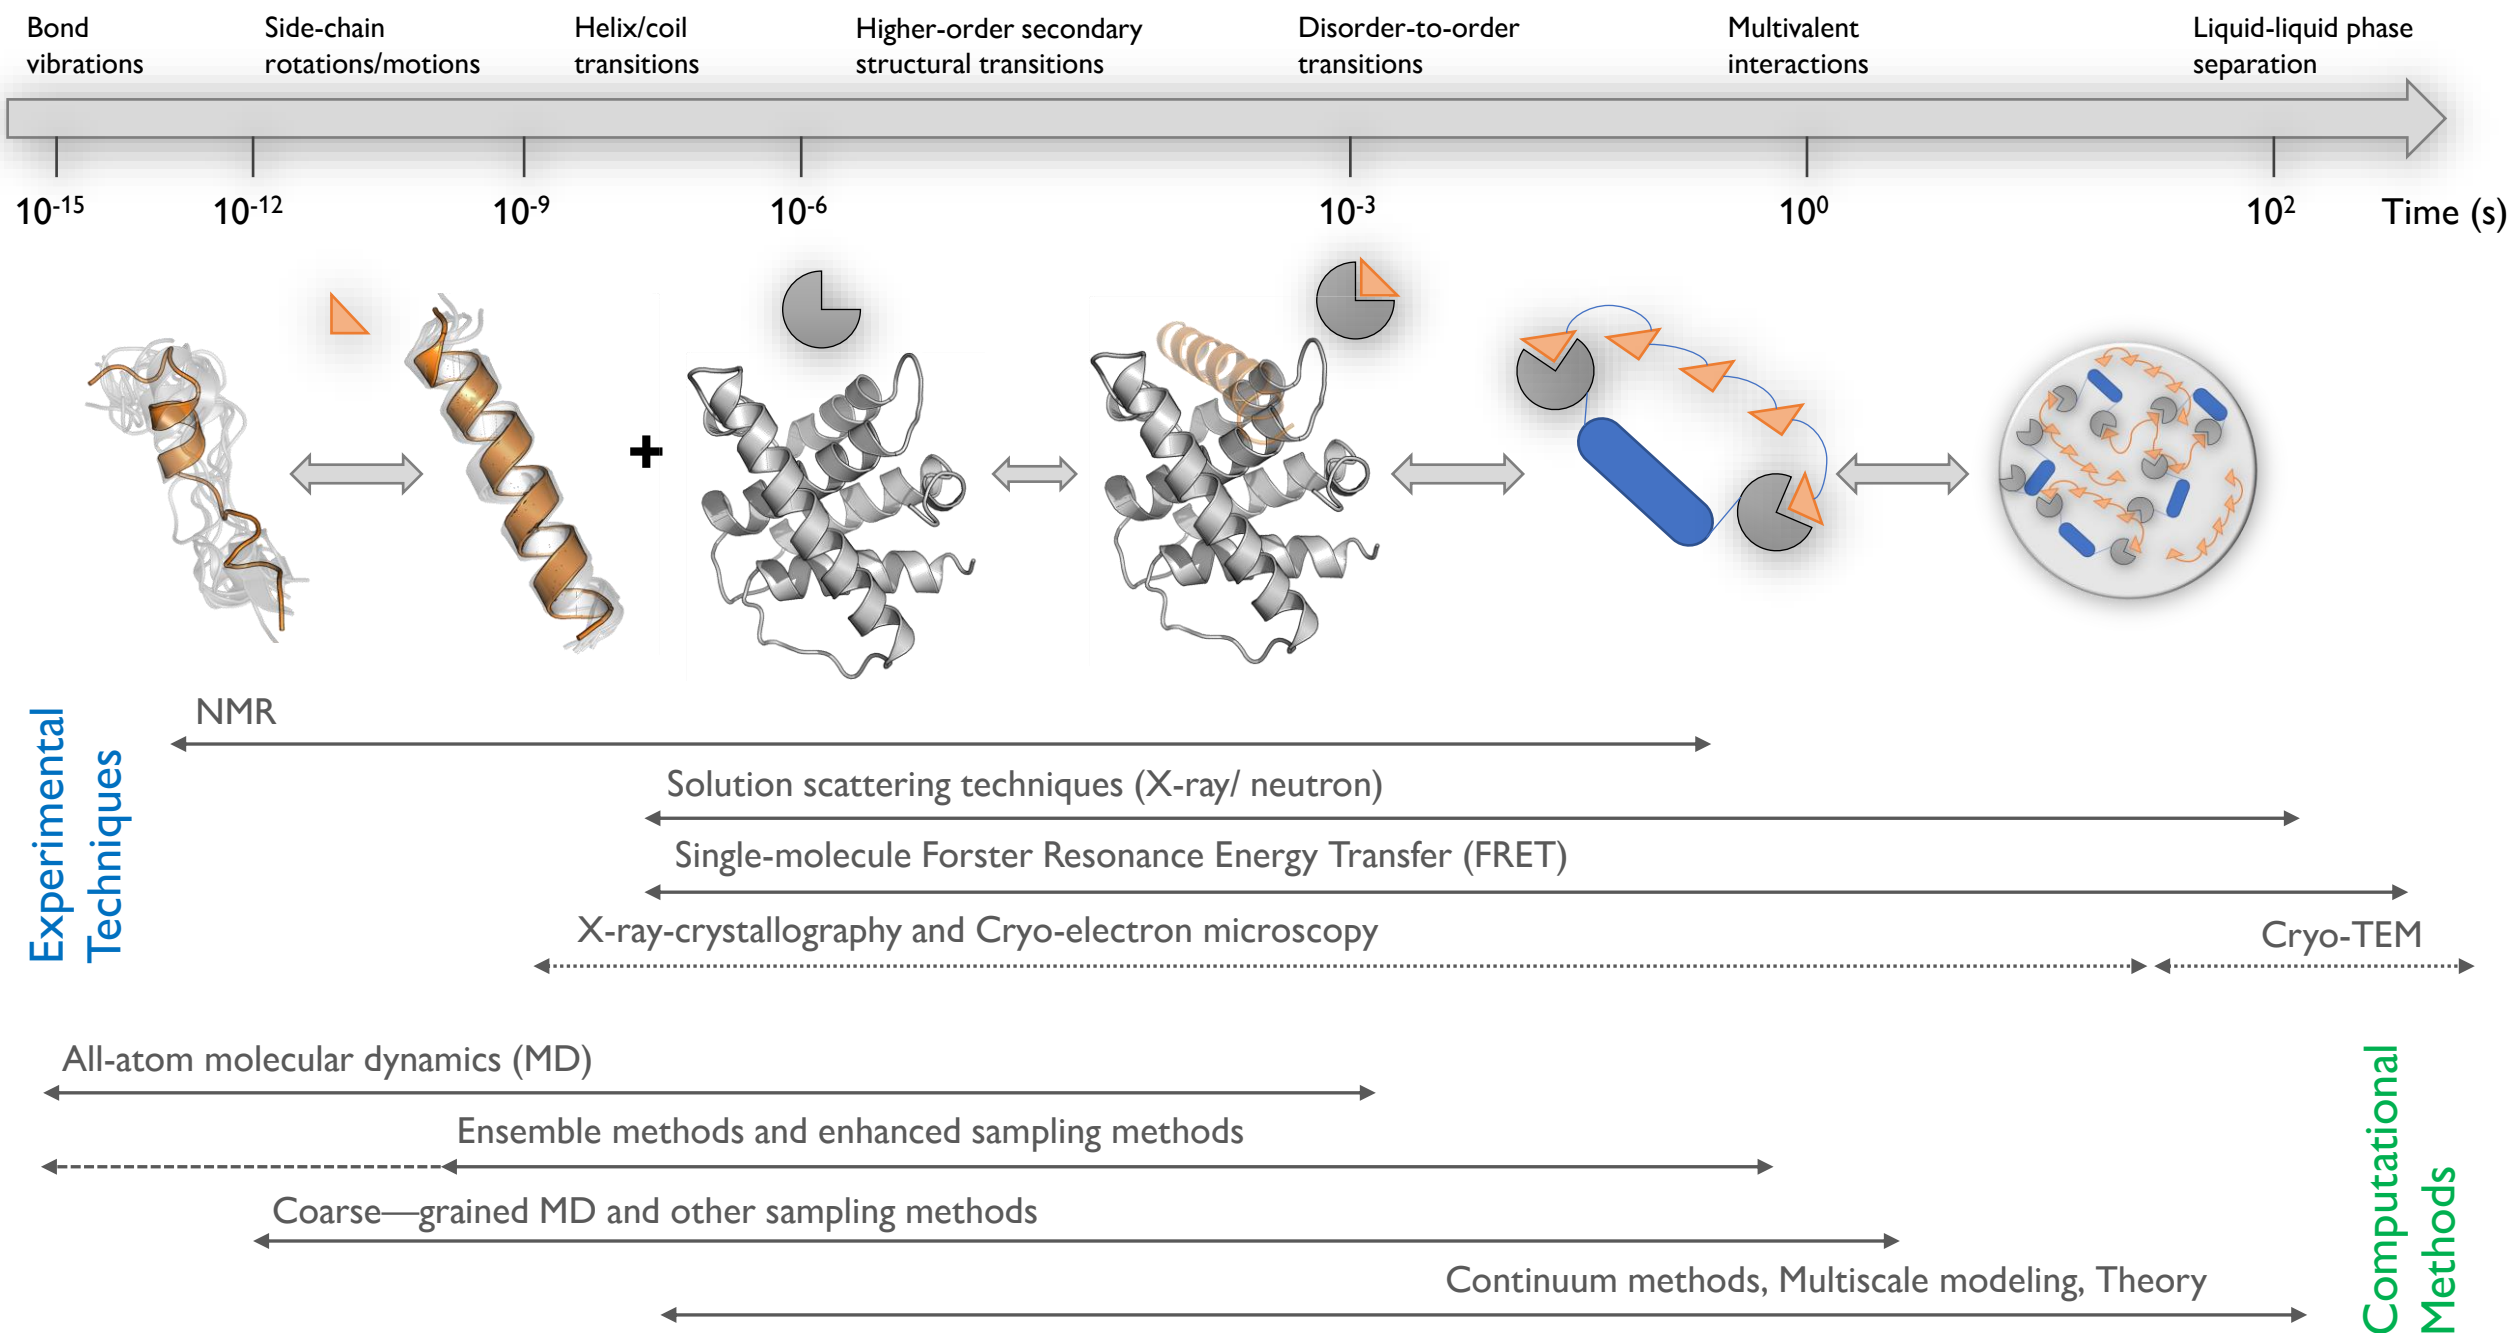 Bond
vibrations
Side-chain
rotations/motions
Helix/coil
transitions
Higher-order secondary
structural transitions
Disorder-to-order
transitions
Multivalent
interactions
Liquid-liquid phase
separation
10⁻¹⁵
10⁻¹²
10⁻⁹
10⁻⁶
10⁻³
10⁰
10²
Time (s)
+
Experimental
Techniques
NMR
Solution scattering techniques (X-ray/ neutron)
Single-molecule Forster Resonance Energy Transfer (FRET)
X-ray-crystallography and Cryo-electron microscopy
Cryo-TEM
All-atom molecular dynamics (MD)
Ensemble methods and enhanced sampling methods
Coarse—grained MD and other sampling methods
Continuum methods, Multiscale modeling, Theory
Computational
Methods